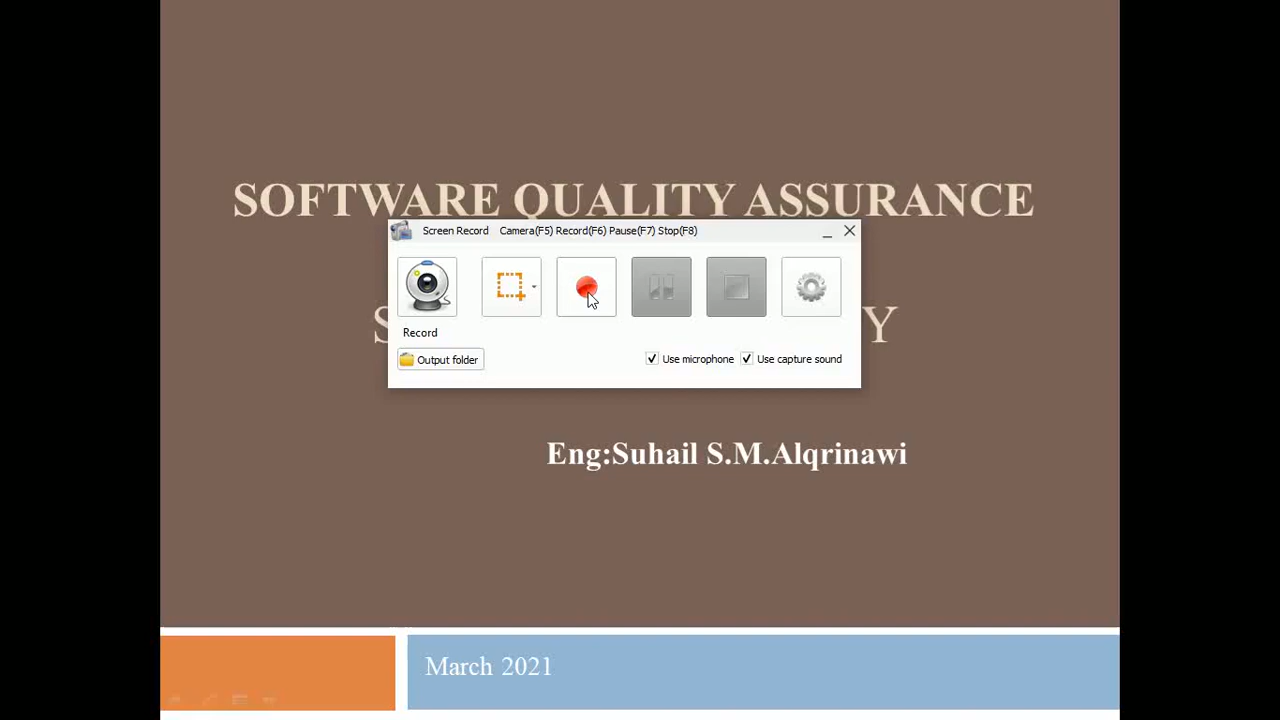 SOFTWARE QUALITY ASSURANCE
Screen Record Camera(F5) Record(F6) Pause(F7) Stop(F8)
Record
Output folder
Use microphone
Use capture sound
Eng:Suhail S.M.Alqrinawi
March 2021